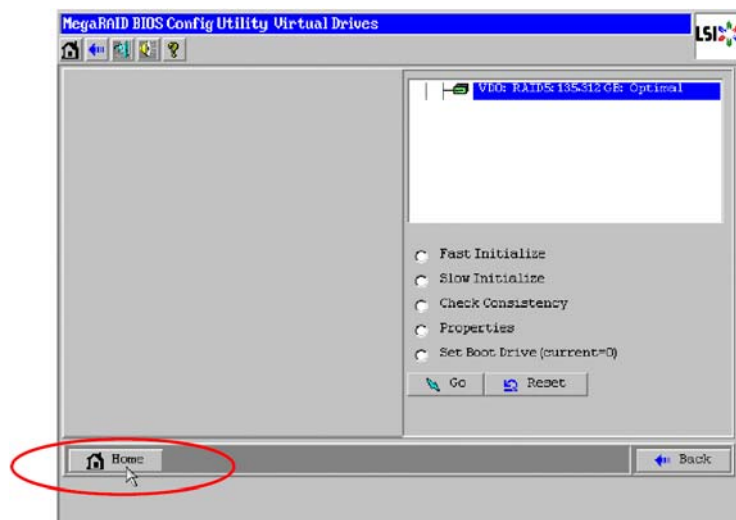 MegaRAID BIOS Config Utility Virtual Drives
LSI
VD0: RAID5: 135.312 GB: Optimal
Fast Initialize
Slow Initialize
Check Consistency
Properties
Set Boot Drive (current=0)
Go
Reset
Home
Back